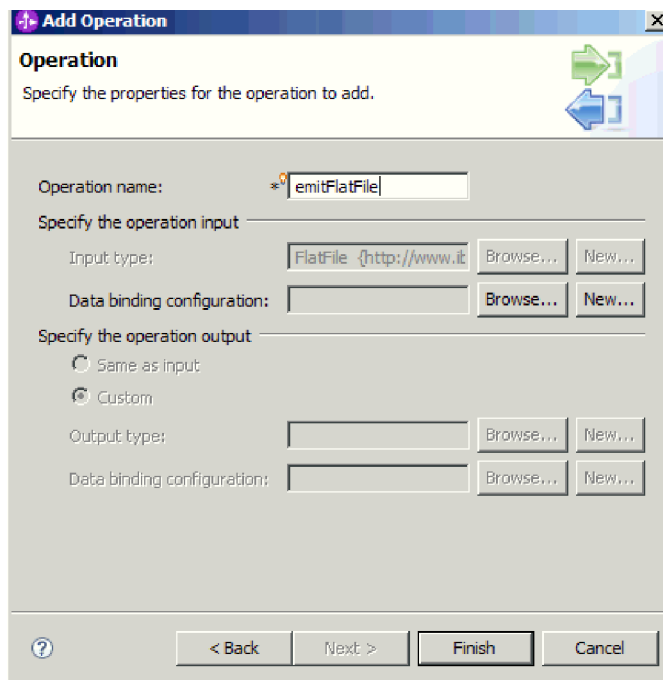 Add Operation
Operation
Specify the properties for the operation to add.
Operation name: * emitFlatFile
Specify the operation input
Input type: FlatFile {http://www.ib Browse... New...
Data binding configuration: Browse... New...
Specify the operation output
Same as input
Custom
Output type: Browse... New...
Data binding configuration: Browse... New...
? < Back Next > Finish Cancel